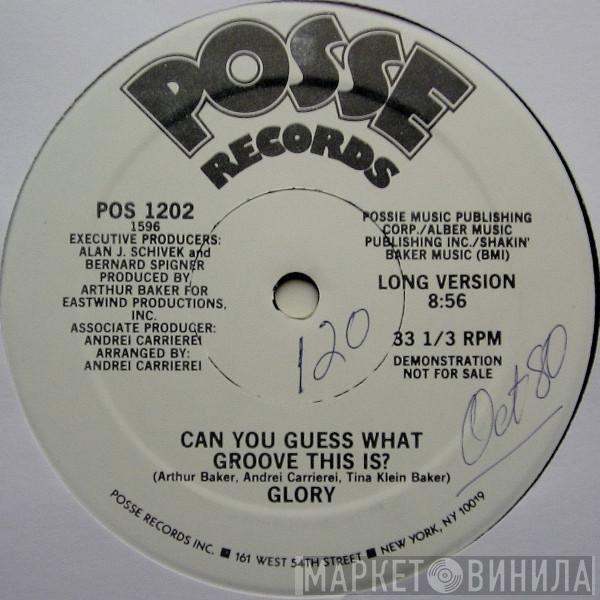 POSSE
RECORDS
POS 1202
1596
EXECUTIVE PRODUCERS:
ALAN J. SCHIVEK and
BERNARD SPIGNER
PRODUCED BY
ARTHUR BAKER FOR
EASTWIND PRODUCTIONS,
INC.
ASSOCIATE PRODUCER:
ANDREI CARRIEREI
ARRANGED BY:
ANDREI CARRIEREI
POSSIE MUSIC PUBLISHING
CORP./ALBER MUSIC
PUBLISHING INC./SHAKIN'
BAKER MUSIC (BMI)
LONG VERSION
8:56
33 1/3 RPM
DEMONSTRATION
NOT FOR SALE
120
Oct 80
CAN YOU GUESS WHAT
GROOVE THIS IS?
(Arthur Baker, Andrei Carrierei, Tina Klein Baker)
GLORY
POSSE RECORDS INC. ■ 161 WEST 54TH STREET ■ NEW YORK, NY 10019
МАРКЕТ ВИНИЛА